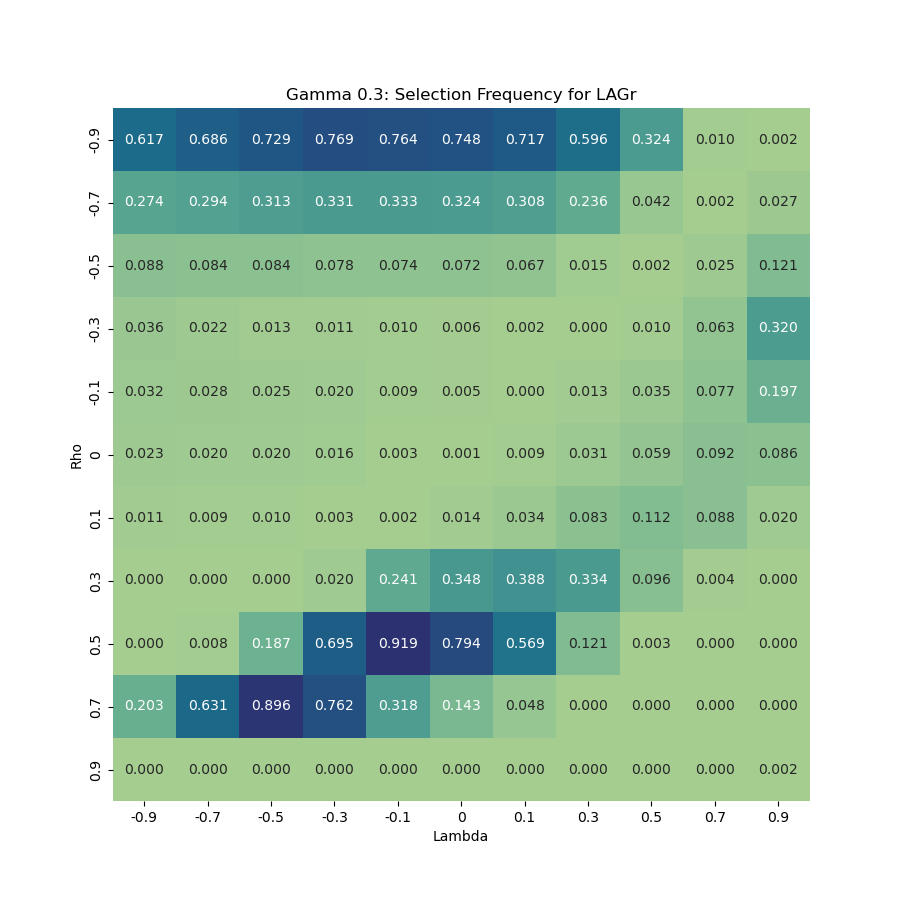 Gamma 0.3: Selection Frequency for LAGr
-0.9 0.617 0.686 0.729 0.769 0.764 0.748 0.717 0.596 0.324 0.010 0.002
-0.7 0.274 0.294 0.313 0.331 0.333 0.324 0.308 0.236 0.042 0.002 0.027
-0.5 0.088 0.084 0.084 0.078 0.074 0.072 0.067 0.015 0.002 0.025 0.121
-0.3 0.036 0.022 0.013 0.011 0.010 0.006 0.002 0.000 0.010 0.063 0.320
-0.1 0.032 0.028 0.025 0.020 0.009 0.005 0.000 0.013 0.035 0.077 0.197
Rho
0 0.023 0.020 0.020 0.016 0.003 0.001 0.009 0.031 0.059 0.092 0.086
0.1 0.011 0.009 0.010 0.003 0.002 0.014 0.034 0.083 0.112 0.088 0.020
0.3 0.000 0.000 0.000 0.020 0.241 0.348 0.388 0.334 0.096 0.004 0.000
0.5 0.000 0.008 0.187 0.695 0.919 0.794 0.569 0.121 0.003 0.000 0.000
0.7 0.203 0.631 0.896 0.762 0.318 0.143 0.048 0.000 0.000 0.000 0.000
0.9 0.000 0.000 0.000 0.000 0.000 0.000 0.000 0.000 0.000 0.000 0.002
-0.9 -0.7 -0.5 -0.3 -0.1 0 0.1 0.3 0.5 0.7 0.9
Lambda